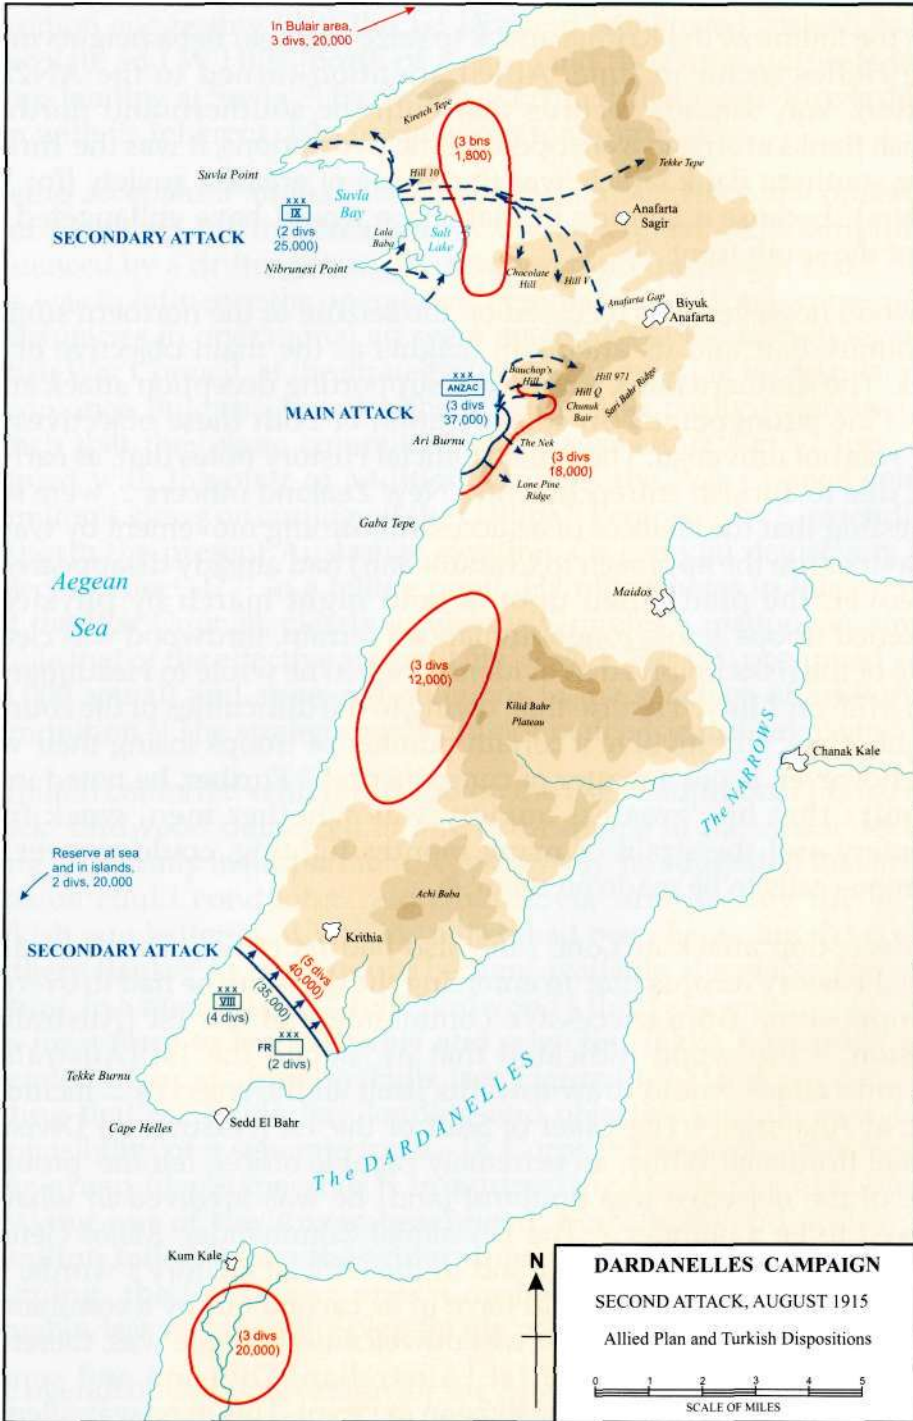 In Bulair area,
3 divs, 20,000
Kiretch Tepe
(3 bns
1,800)
Tekke Tepe
Suvla Point
Hill 10
Suvla
Bay
XXX
IX
(2 divs
25,000)
SECONDARY ATTACK
Anafarta
Sagir
Lala
Baba
Salt
Lake
Nibrunesi Point
Chocolate
Hill
Hill V
Anafarta Gap
Biyuk
Anafarta
Bauchop's
Hill
Hill 971
Hill Q
Sari Bahr Ridge
Chunuk
Bair
XXX
ANZAC
(3 divs
37,000)
MAIN ATTACK
Ari Burnu
The Nek
(3 divs
18,000)
Lone Pine
Ridge
Gaba Tepe
Aegean
Sea
Maidos
(3 divs
12,000)
Kilid Bahr
Plateau
The NARROWS
Chanak Kale
Reserve at sea
and in islands,
2 divs, 20,000
Achi Baba
Krithia
SECONDARY ATTACK
(5 divs
40,000)
(35,000)
XXX
VIII
(4 divs)
XXX
FR
(2 divs)
Tekke Burnu
Cape Helles
Sedd El Bahr
The DARDANELLES
Kum Kale
(3 divs
20,000)
N
DARDANELLES CAMPAIGN
SECOND ATTACK, AUGUST 1915
Allied Plan and Turkish Dispositions
0 1 2 3 4 5
SCALE OF MILES